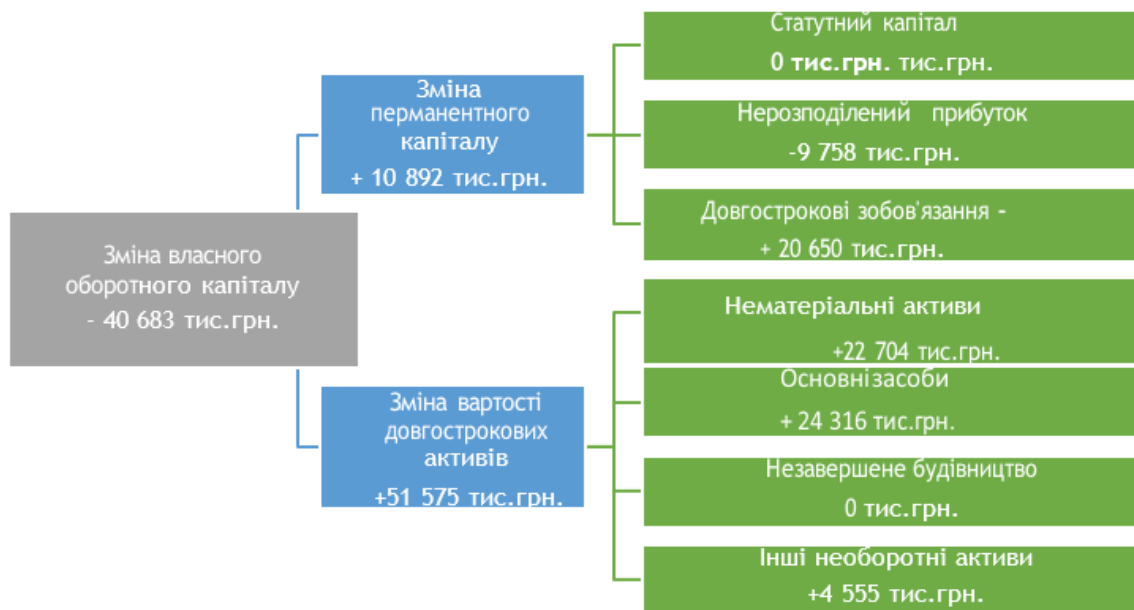 Зміна власного
оборотного капіталу
- 40 683 тис.грн.
Зміна
перманентного
капіталу
+ 10 892 тис.грн.
Статутний капітал
0 тис.грн. тис.грн.
Нерозподілений прибуток
-9 758 тис.грн.
Довгострокові зобов'язання -
+ 20 650 тис.грн.
Зміна вартості
довгострокових
активів
+51 575 тис.грн.
Нематеріальні активи
+22 704 тис.грн.
Основні засоби
+ 24 316 тис.грн.
Незавершене будівництво
0 тис.грн.
Інші необоротні активи
+4 555 тис.грн.